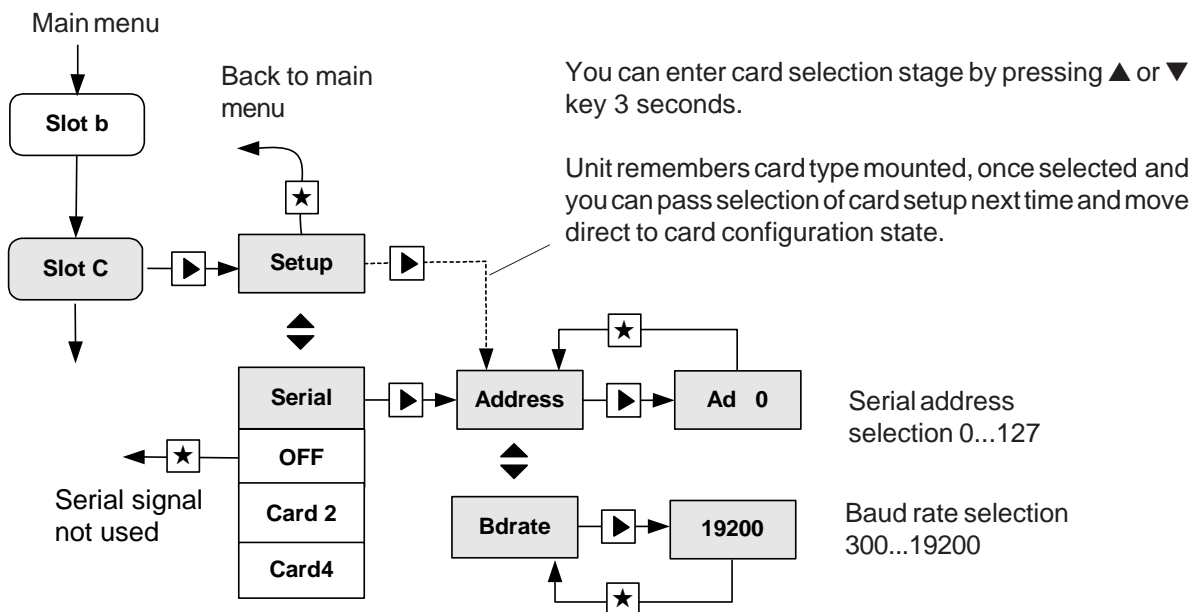 Main menu
Slot b
Slot C
Back to main
menu
Setup
You can enter card selection stage by pressing ▲ or ▼
key 3 seconds.
Unit remembers card type mounted, once selected and
you can pass selection of card setup next time and move
direct to card configuration state.
Serial
OFF
Card 2
Card4
Serial signal
not used
Address
Ad 0
Serial address
selection 0...127
Bdrate
19200
Baud rate selection
300...19200